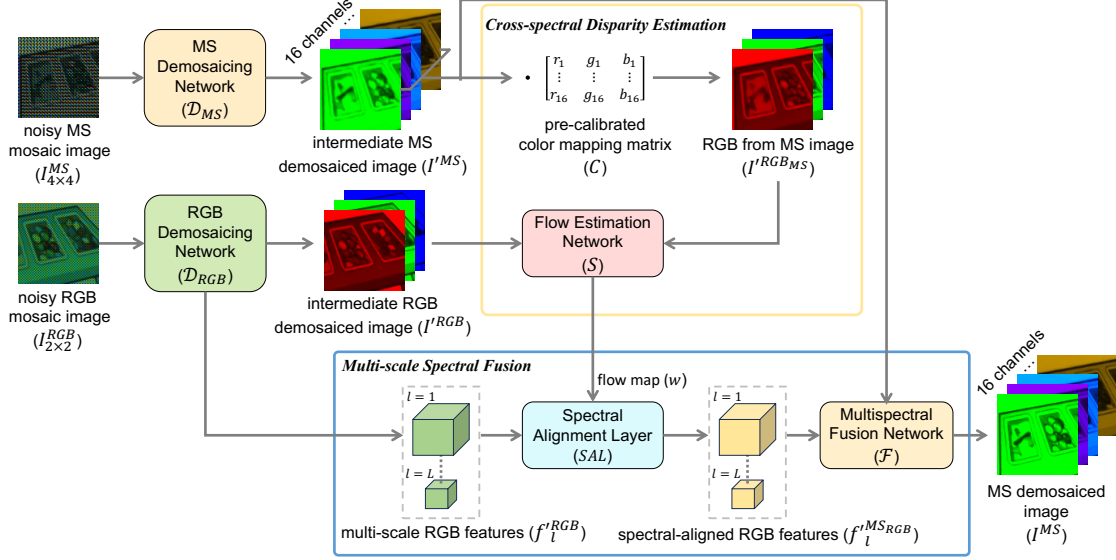 MS
Demosaicing
Network
(𝒟_MS)
16 channels
...
noisy MS
mosaic image
(I^MS_4×4)
intermediate MS
demosaiced image (I'^MS)
Cross-spectral Disparity Estimation
· [r_1 g_1 b_1
⋮ ⋮ ⋮
r_16 g_16 b_16]
pre-calibrated
color mapping matrix
(C)
RGB from MS image
(I'^RGB_MS)
RGB
Demosaicing
Network
(𝒟_RGB)
noisy RGB
mosaic image
(I^RGB_2×2)
intermediate RGB
demosaiced image (I'^RGB)
Flow Estimation
Network
(S)
Multi-scale Spectral Fusion
flow map (w)
l = 1
l = L
multi-scale RGB features (f'^RGB_l)
Spectral
Alignment Layer
(SAL)
l = 1
l = L
spectral-aligned RGB features (f'^MS_RGB_l)
Multispectral
Fusion Network
(ℱ)
16 channels
...
MS demosaiced
image
(I^MS)